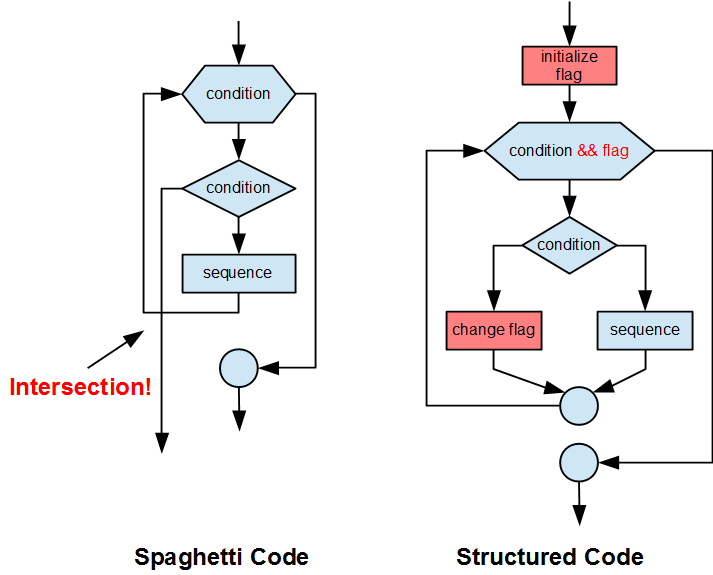 condition
condition
sequence
Intersection!
Spaghetti Code
initialize
flag
condition && flag
condition
change flag
sequence
Structured Code